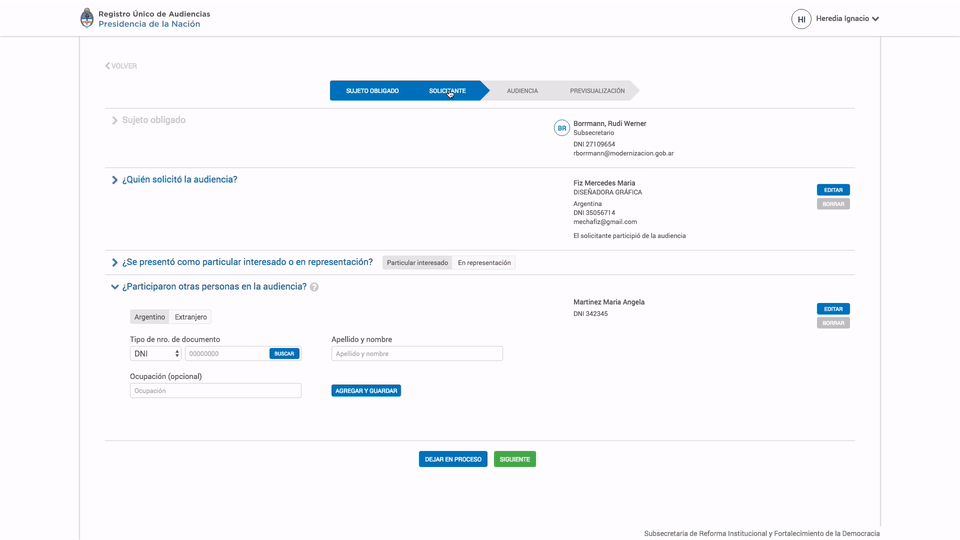 Registro Único de Audiencias
Presidencia de la Nación
HI
Heredia Ignacio
VOLVER
SUJETO OBLIGADO
SOLICITANTE
AUDIENCIA
PREVISUALIZACIÓN
Sujeto obligado
BR
Borrmann, Rudi Werner
Subsecretario
DNI 27109654
rborrmann@modernizacion.gob.ar
¿Quién solicitó la audiencia?
Fiz Mercedes Maria
DISEÑADORA GRÁFICA
Argentina
DNI 35056714
mechafiz@gmail.com
El solicitante participió de la audiencia
EDITAR
BORRAR
¿Se presentó como particular interesado o en representación?
Particular interesado
En representación
¿Participaron otras personas en la audiencia?
?
Argentino
Extranjero
Martinez Maria Angela
DNI 342345
EDITAR
BORRAR
Tipo de nro. de documento
Apellido y nombre
DNI
00000000
BUSCAR
Apellido y nombre
Ocupación (opcional)
Ocupación
AGREGAR Y GUARDAR
DEJAR EN PROCESO
SIGUIENTE
Subsecretaria de Reforma Institucional y Fortalecimiento de la Democracia